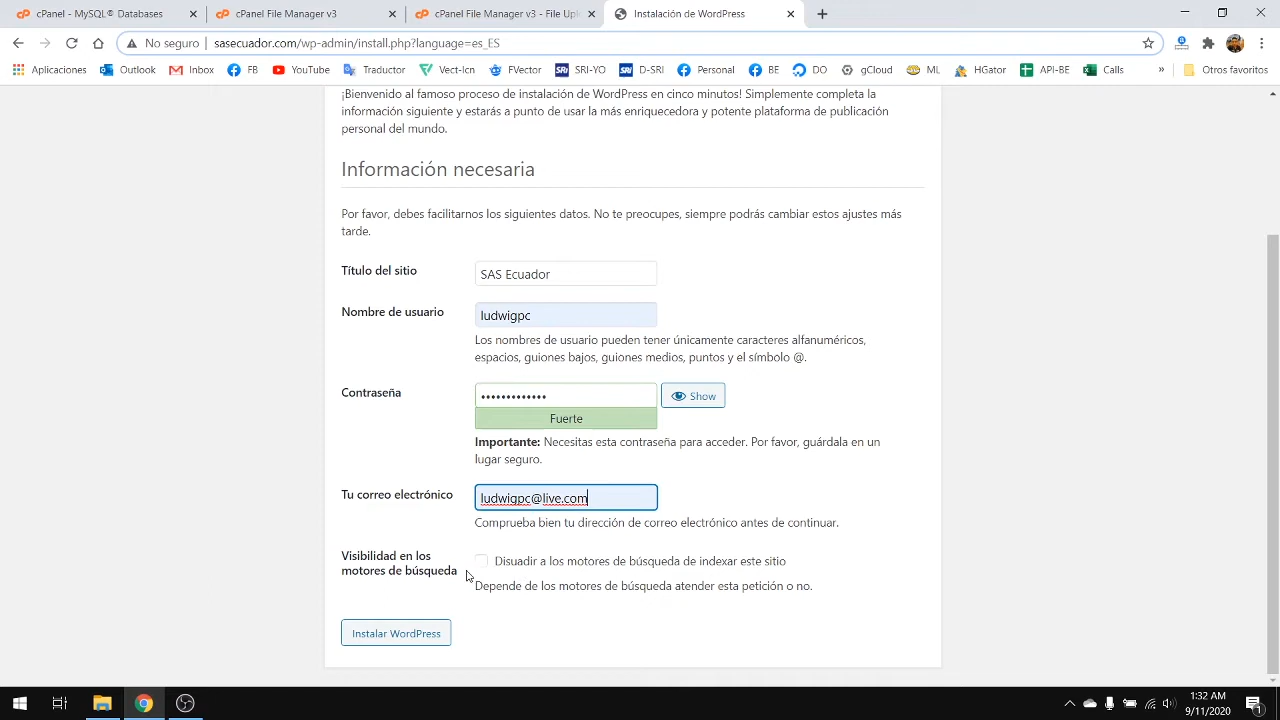 cPanel - MySQL® Databases
cPanel File Manager v3
cPanel File Manager v3 - File Upl
Instalación de WordPress
No seguro
sasecuador.com/wp-admin/install.php?language=es_ES
Aplicaciones
Outlook
Inbox
FB
YouTube
Traductor
Vect-Icn
FVector
SRI-YO
D-SRI
Personal
BE
DO
gCloud
ML
HGator
API-BE
Calls
»
Otros favoritos
¡Bienvenido al famoso proceso de instalación de WordPress en cinco minutos! Simplemente completa la
información siguiente y estarás a punto de usar la más enriquecedora y potente plataforma de publicación
personal del mundo.
Información necesaria
Por favor, debes facilitarnos los siguientes datos. No te preocupes, siempre podrás cambiar estos ajustes más
tarde.
Título del sitio
SAS Ecuador
Nombre de usuario
ludwigpc
Los nombres de usuario pueden tener únicamente caracteres alfanuméricos,
espacios, guiones bajos, guiones medios, puntos y el símbolo @.
Contraseña
•••••••••••••
Show
Fuerte
Importante: Necesitas esta contraseña para acceder. Por favor, guárdala en un
lugar seguro.
Tu correo electrónico
ludwigpc@live.com
Comprueba bien tu dirección de correo electrónico antes de continuar.
Visibilidad en los
motores de búsqueda
Disuadir a los motores de búsqueda de indexar este sitio
Depende de los motores de búsqueda atender esta petición o no.
Instalar WordPress
1:32 AM
9/11/2020
1